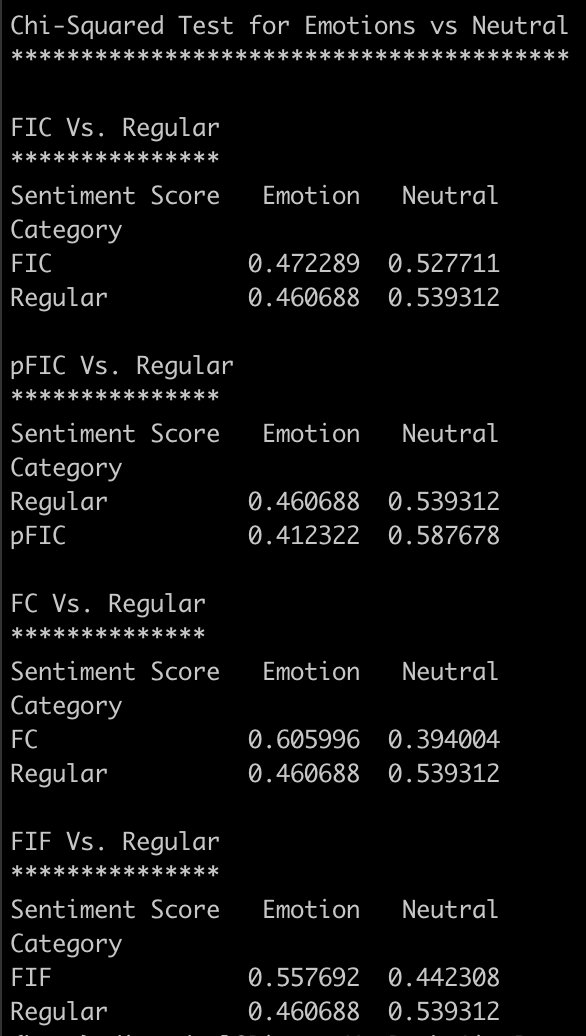 Chi-Squared Test for Emotions vs Neutral
****************************************
FIC Vs. Regular
***************
Sentiment Score   Emotion   Neutral
Category
FIC              0.472289  0.527711
Regular          0.460688  0.539312
pFIC Vs. Regular
***************
Sentiment Score   Emotion   Neutral
Category
Regular          0.460688  0.539312
pFIC             0.412322  0.587678
FC Vs. Regular
**************
Sentiment Score   Emotion   Neutral
Category
FC               0.605996  0.394004
Regular          0.460688  0.539312
FIF Vs. Regular
***************
Sentiment Score   Emotion   Neutral
Category
FIF              0.557692  0.442308
Regular          0.460688  0.539312